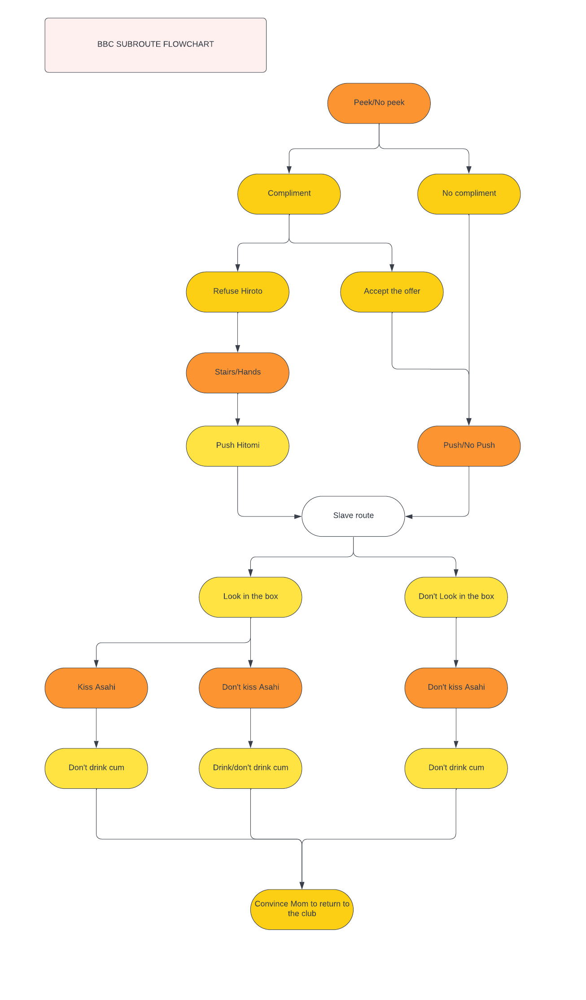 BBC SUBROUTE FLOWCHART
Peek/No peek
Compliment
No compliment
Refuse Hiroto
Accept the offer
Stairs/Hands
Push Hitomi
Push/No Push
Slave route
Look in the box
Don't Look in the box
Kiss Asahi
Don't kiss Asahi
Don't kiss Asahi
Don't drink cum
Drink/don't drink cum
Don't drink cum
Convince Mom to return to
the club